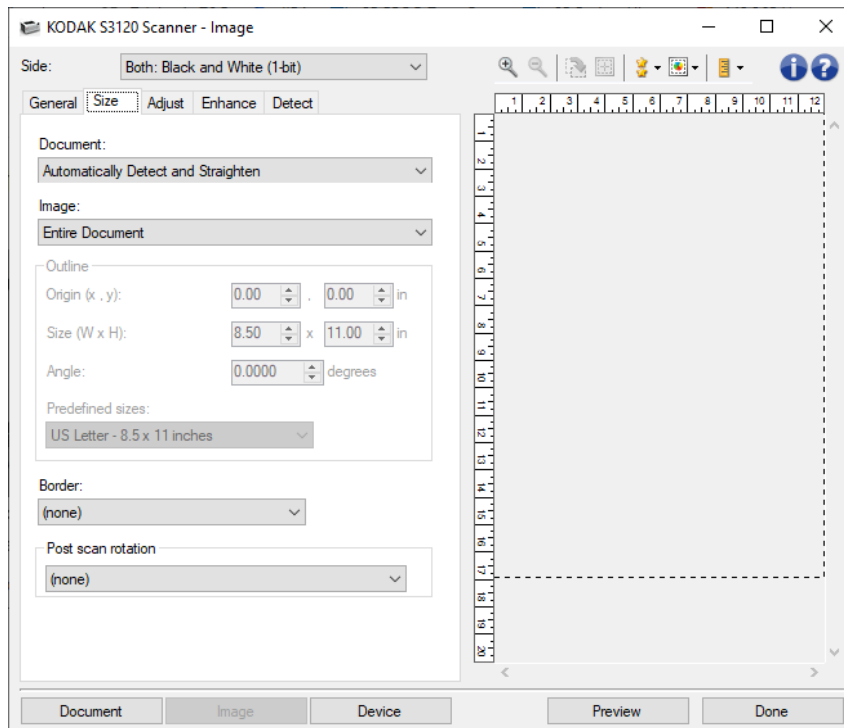 KODAK S3120 Scanner - Image
Side: Both: Black and White (1-bit)
General Size Adjust Enhance Detect
Document:
Automatically Detect and Straighten
Image:
Entire Document
Outline
Origin (x , y): 0.00 , 0.00 in
Size (W x H): 8.50 x 11.00 in
Angle: 0.0000 degrees
Predefined sizes:
US Letter - 8.5 x 11 inches
Border:
(none)
Post scan rotation
(none)
1 2 3 4 5 6 7 8 9 10 11 12
1
2
3
4
5
6
7
8
9
10
11
12
13
14
15
16
17
18
19
20
Document Image Device Preview Done